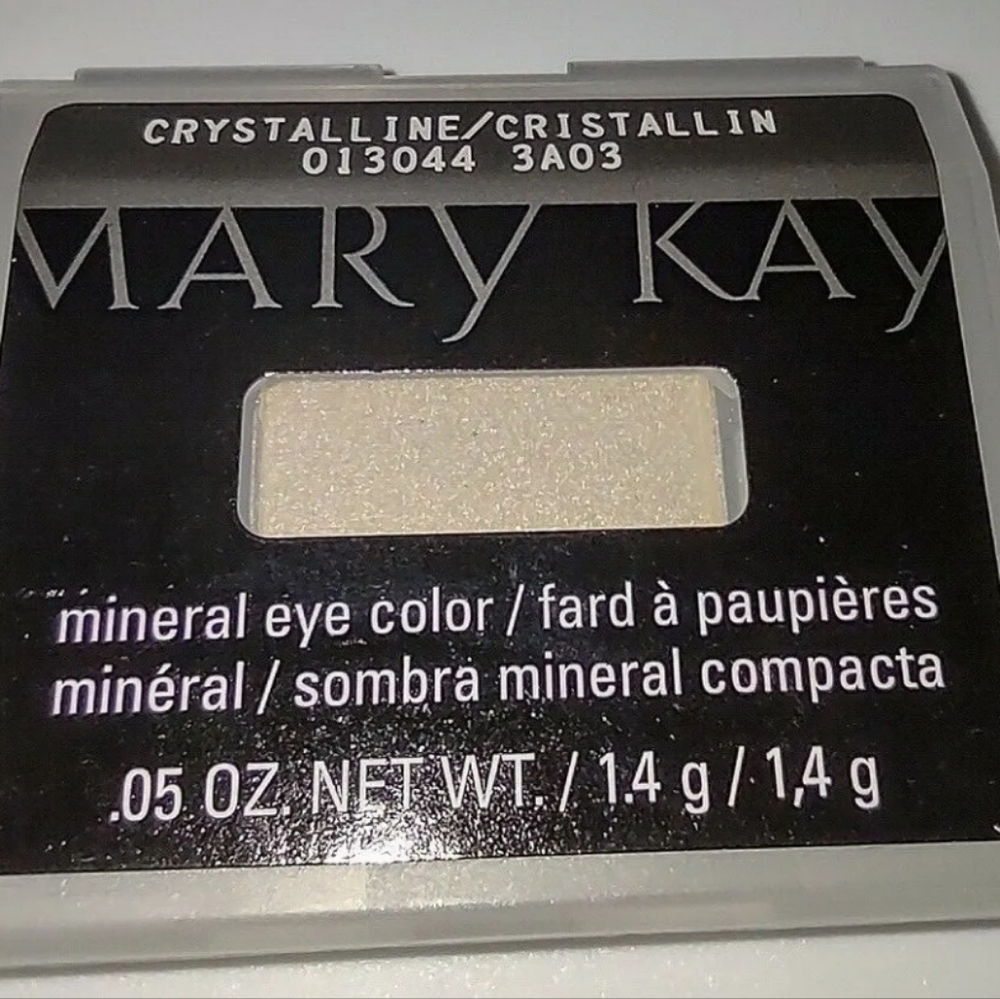 CRYSTALLINE/CRISTALLIN
013044 3A03
MARY KAY
mineral eye color / fard à paupières
minéral / sombra mineral compacta
.05 OZ. NET WT. / 1.4 g / 1,4 g